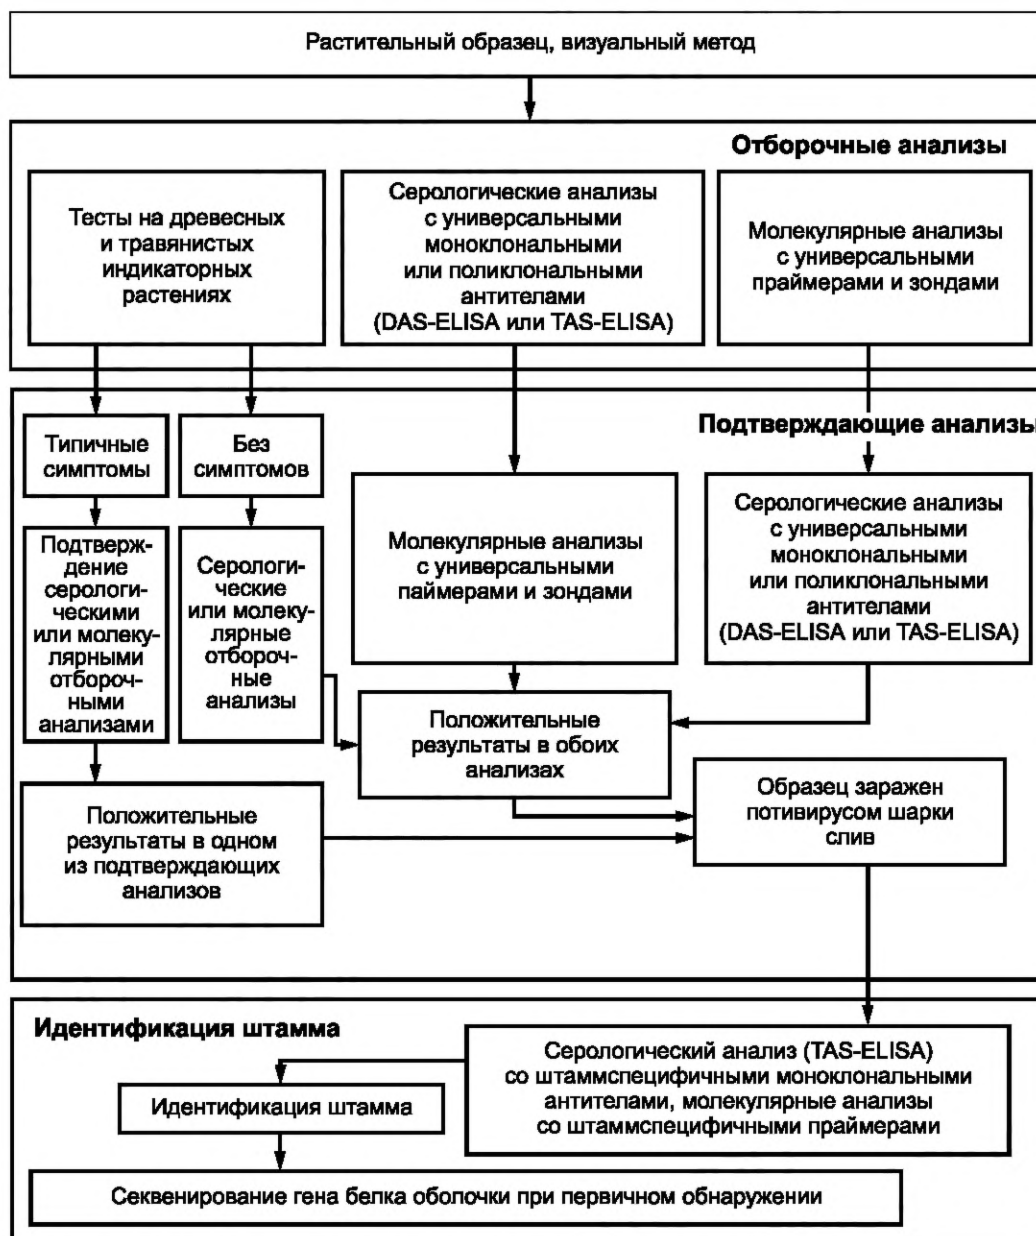 Растительный образец, визуальный метод
Отборочные анализы
Тесты на древесных
и травянистых
индикаторных
растениях
Серологические анализы
с универсальными
моноклональными
или поликлональными
антителами
(DAS-ELISA или TAS-ELISA)
Молекулярные анализы
с универсальными
праймерами и зондами
Подтверждающие анализы
Типичные
симптомы
Без
симптомов
Подтверж-
дение
серологи-
ческими
или молеку-
лярными
отбороч-
ными
анализами
Серологи-
ческие
или молеку-
лярные
отбороч-
ные
анализы
Молекулярные анализы
с универсальными
паймерами и зондами
Серологические анализы
с универсальными
моноклональными
или поликлональными
антителами
(DAS-ELISA или TAS-ELISA)
Положительные
результаты в обоих
анализах
Образец заражен
потивирусом шарки
слив
Положительные
результаты в одном
из подтверждающих
анализов
Идентификация штамма
Серологический анализ (TAS-ELISA)
со штаммспецифичными моноклональными
антителами, молекулярные анализы
со штаммспецифичными праймерами
Идентификация штамма
Секвенирование гена белка оболочки при первичном обнаружении